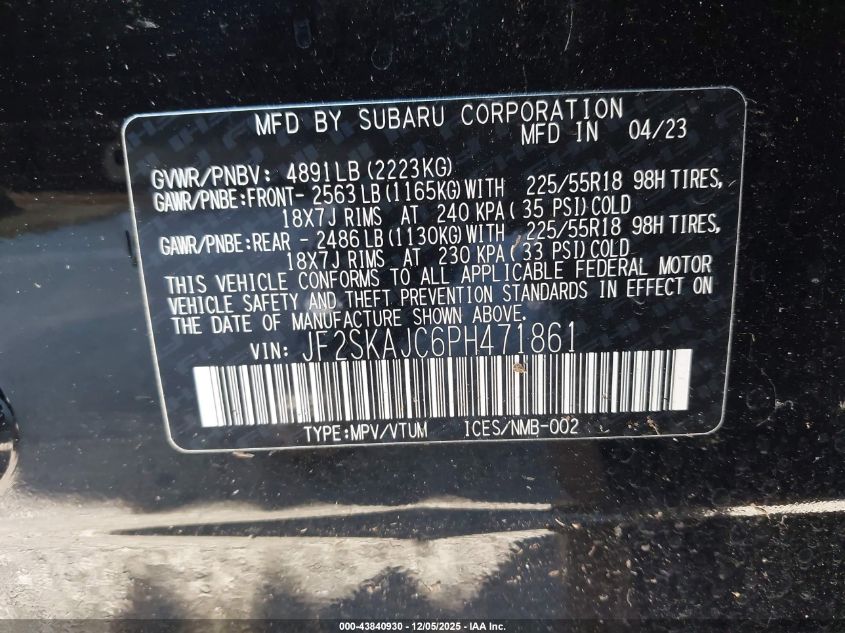 MFD BY SUBARU CORPORATION
MFD IN 04/23
GVWR/PNBV: 4891LB (2223KG)
GAWR/PNBE:FRONT- 2563LB (1165KG)WITH 225/55R18 98H TIRES,
18X7J RIMS AT 240 KPA( 35 PSI)COLD
GAWR/PNBE:REAR - 2486LB (1130KG)WITH 225/55R18 98H TIRES,
18X7J RIMS AT 230 KPA( 33 PSI)COLD
THIS VEHICLE CONFORMS TO ALL APPLICABLE FEDERAL MOTOR
VEHICLE SAFETY AND THEFT PREVENTION STANDARDS IN EFFECT ON
THE DATE OF MANUFACTURE SHOWN ABOVE.
VIN: JF2SKAJC6PH471861
TYPE:MPV/VTUM ICES/NMB-002
000-43840930 - 12/05/2025 - IAA Inc.